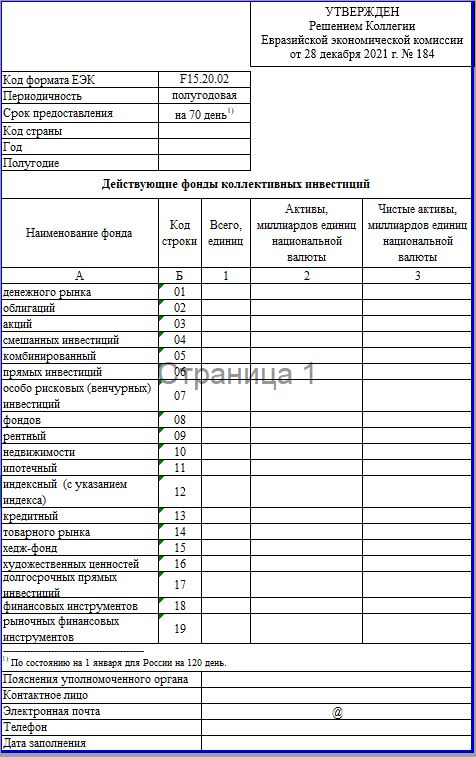 УТВЕРЖДЕН
Решением Коллегии
Евразийской экономической комиссии
от 28 декабря 2021 г. № 184
Код формата ЕЭК F15.20.02
Периодичность полугодовая
Срок предоставления на 70 день1)
Код страны
Год
Полугодие
Действующие фонды коллективных инвестиций
Наименование фонда
Код
строки
Всего,
единиц
Активы,
миллиардов единиц
национальной
валюты
Чистые активы,
миллиардов единиц
национальной
валюты
А Б 1 2 3
денежного рынка 01
облигаций 02
акций 03
смешанных инвестиций 04
комбинированный 05
прямых инвестиций 06
Страница 1
особо рисковых (венчурных)
инвестиций 07
фондов 08
рентный 09
недвижимости 10
ипотечный 11
индексный (с указанием
индекса) 12
кредитный 13
товарного рынка 14
хедж-фонд 15
художественных ценностей 16
долгосрочных прямых
инвестиций 17
финансовых инструментов 18
рыночных финансовых
инструментов 19
1) По состоянию на 1 января для России на 120 день.
Пояснения уполномоченного органа
Контактное лицо
Электронная почта @
Телефон
Дата заполнения